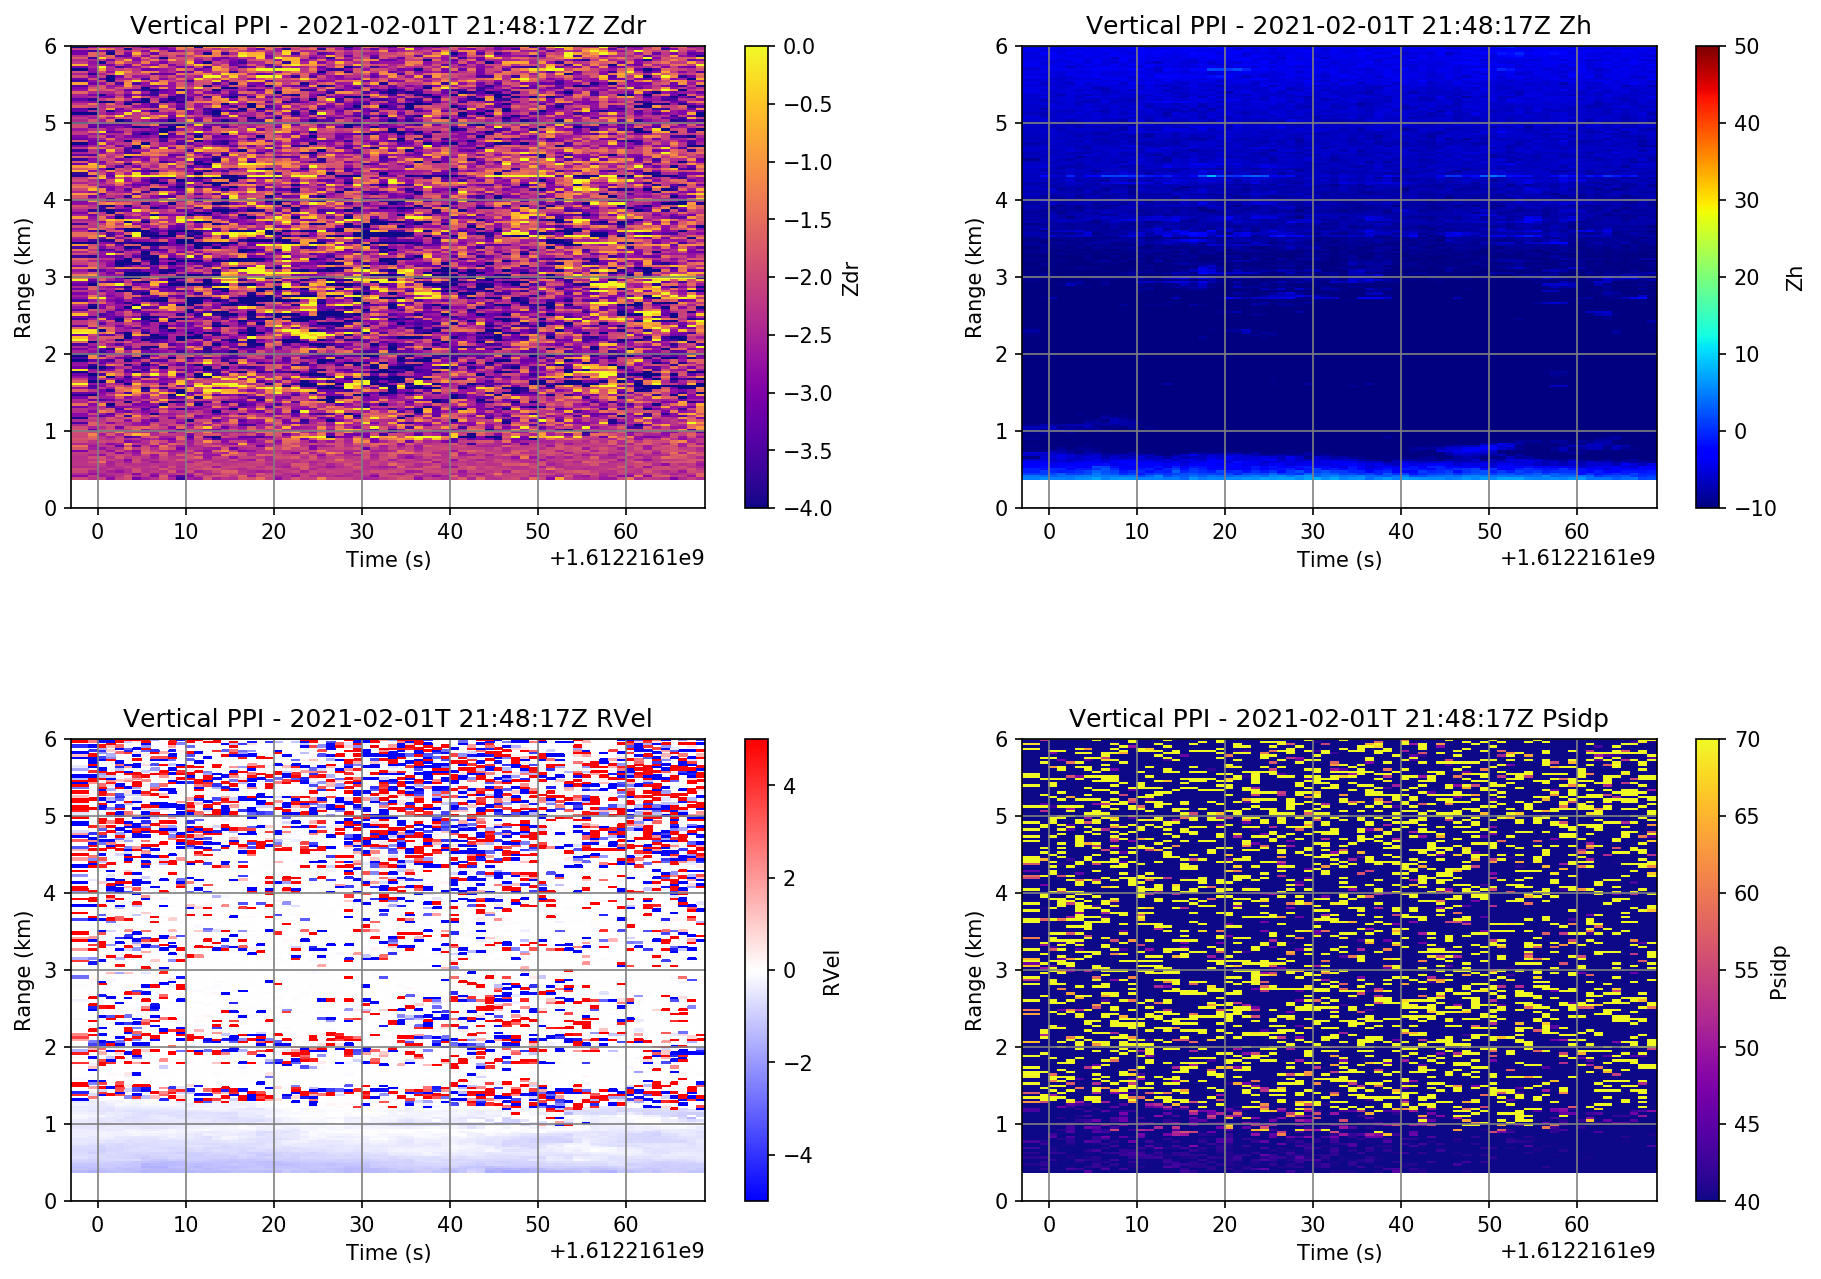 Vertical PPI - 2021-02-01T 21:48:17Z Zdr
6
5
4
3
2
1
0
Range (km)
0 10 20 30 40 50 60
Time (s)
+1.6122161e9
0.0
−0.5
−1.0
−1.5
−2.0
−2.5
−3.0
−3.5
−4.0
Zdr
Vertical PPI - 2021-02-01T 21:48:17Z Zh
6
5
4
3
2
1
0
Range (km)
0 10 20 30 40 50 60
Time (s)
+1.6122161e9
50
40
30
20
10
0
−10
Zh
Vertical PPI - 2021-02-01T 21:48:17Z RVel
6
5
4
3
2
1
0
Range (km)
0 10 20 30 40 50 60
Time (s)
+1.6122161e9
4
2
0
−2
−4
RVel
Vertical PPI - 2021-02-01T 21:48:17Z Psidp
6
5
4
3
2
1
0
Range (km)
0 10 20 30 40 50 60
Time (s)
+1.6122161e9
70
65
60
55
50
45
40
Psidp